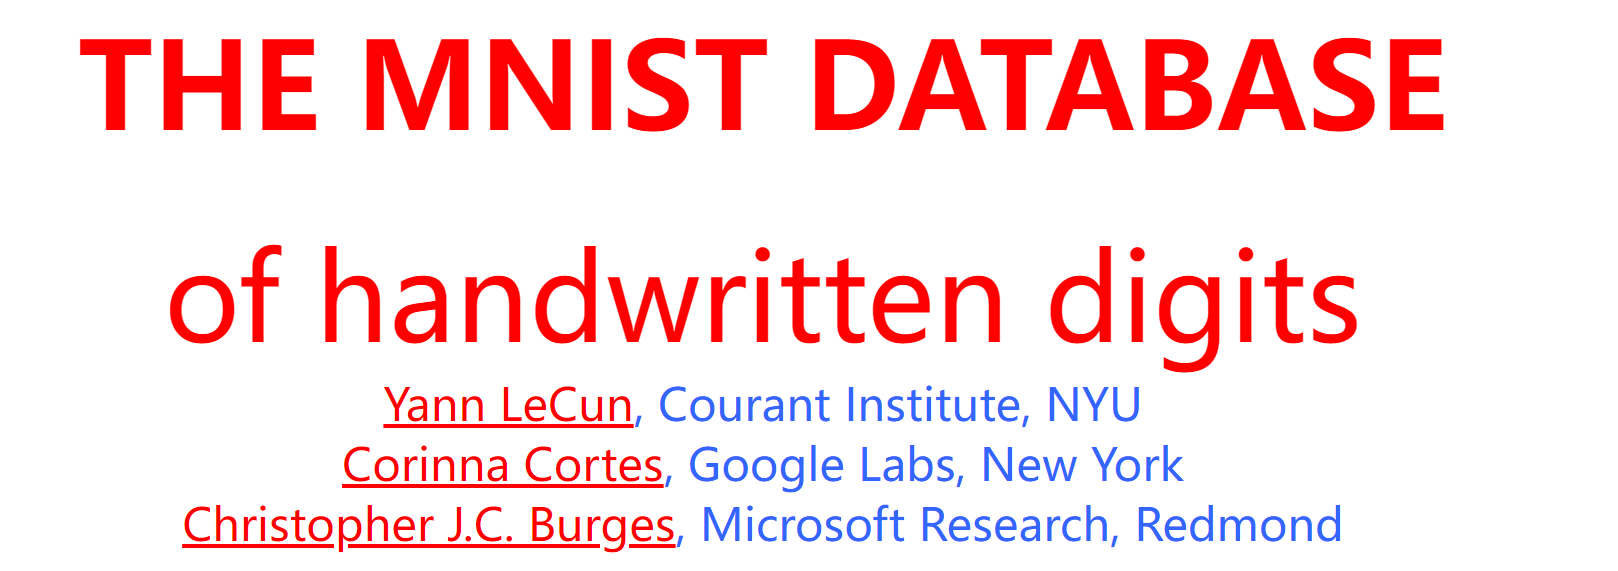 THE MNIST DATABASE
of handwritten digits
Yann LeCun, Courant Institute, NYU
Corinna Cortes, Google Labs, New York
Christopher J.C. Burges, Microsoft Research, Redmond